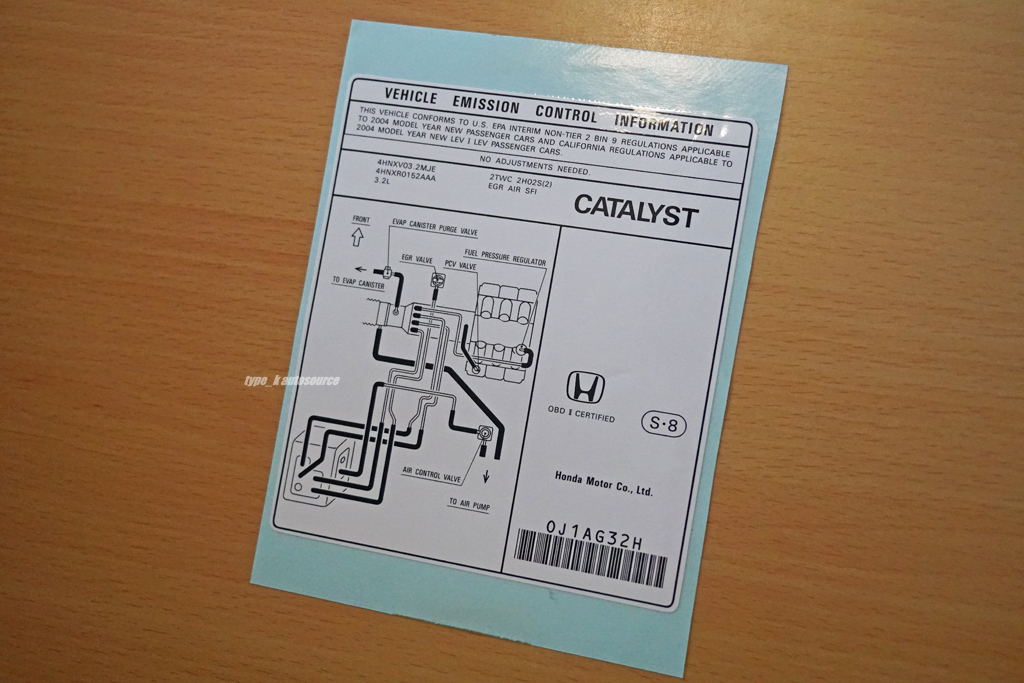 VEHICLE EMISSION CONTROL INFORMATION
THIS VEHICLE CONFORMS TO U.S. EPA INTERIM NON-TIER 2 BIN 9 REGULATIONS APPLICABLE
TO 2004 MODEL YEAR NEW PASSENGER CARS AND CALIFORNIA REGULATIONS APPLICABLE TO
2004 MODEL YEAR NEW LEV I LEV PASSENGER CARS.
NO ADJUSTMENTS NEEDED.
4HNXV03.2MJE
4HNXR0152AAA
3.2L
2TWC 2HO2S(2)
EGR AIR SFI
CATALYST
FRONT
EVAP CANISTER PURGE VALVE
EGR VALVE
PCV VALVE
FUEL PRESSURE REGULATOR
TO EVAP CANISTER
AIR CONTROL VALVE
TO AIR PUMP
OBD II CERTIFIED
S·8
Honda Motor Co., Ltd.
0J1AG32H
type_k autosource